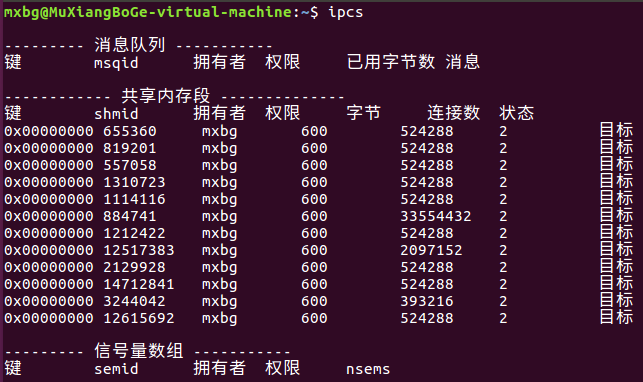 mxbg@MuXiangBoGe-virtual-machine:~$ ipcs
--------- 消息队列 -----------
键 msqid 拥有者 权限 已用字节数 消息
------------ 共享内存段 --------------
键 shmid 拥有者 权限 字节 连接数 状态
0x00000000 655360 mxbg 600 524288 2 目标
0x00000000 819201 mxbg 600 524288 2 目标
0x00000000 557058 mxbg 600 524288 2 目标
0x00000000 1310723 mxbg 600 524288 2 目标
0x00000000 1114116 mxbg 600 524288 2 目标
0x00000000 884741 mxbg 600 33554432 2 目标
0x00000000 1212422 mxbg 600 524288 2 目标
0x00000000 12517383 mxbg 600 2097152 2 目标
0x00000000 2129928 mxbg 600 524288 2 目标
0x00000000 14712841 mxbg 600 524288 2 目标
0x00000000 3244042 mxbg 600 393216 2 目标
0x00000000 12615692 mxbg 600 524288 2 目标
--------- 信号量数组 -----------
键 semid 拥有者 权限 nsems